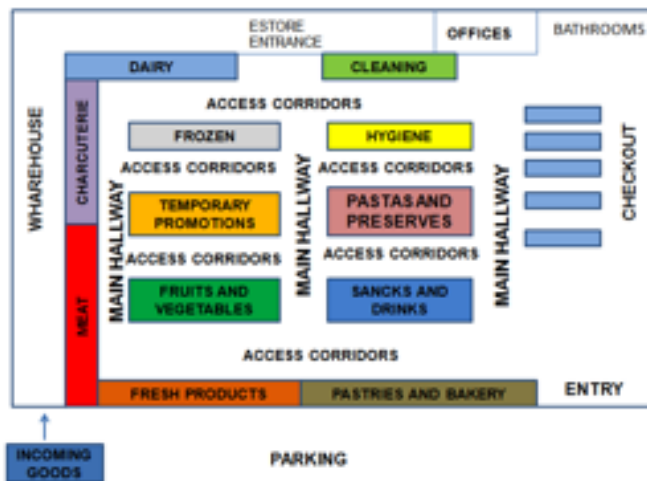 ESTORE
ENTRANCE
OFFICES
BATHROOMS
DAIRY
CLEANING
ACCESS CORRIDORS
WHAREHOUSE
CHARCUTERIE
FROZEN
HYGIENE
CHECKOUT
ACCESS CORRIDORS
ACCESS CORRIDORS
MAIN HALLWAY
TEMPORARY
PROMOTIONS
MAIN HALLWAY
PASTAS AND
PRESERVES
MAIN HALLWAY
ACCESS CORRIDORS
ACCESS CORRIDORS
MEAT
FRUITS AND
VEGETABLES
SANCKS AND
DRINKS
ACCESS CORRIDORS
FRESH PRODUCTS
PASTRIES AND BAKERY
ENTRY
INCOMING
GOODS
PARKING